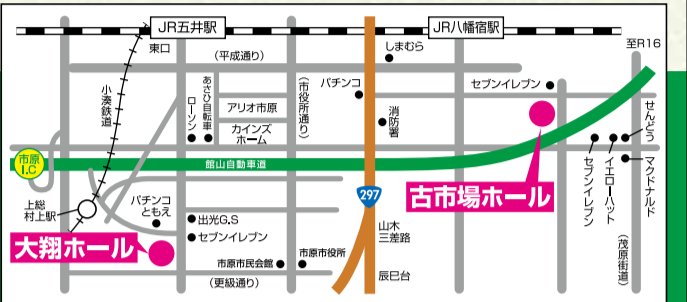 JR五井駅
JR八幡宿駅
東口
しまむら
至R16
(平成通り)
小湊鉄道
ローソン
あさひ自転車
アリオ市原
カインズ
ホーム
(市役所通り)
パチンコ
消防署
セブンイレブン
せんどう
イエローハット
セブンイレブン
マクドナルド
市原
I.C
館山自動車道
297
古市場ホール
上総
村上駅
パチンコ
ともえ
出光G.S
セブンイレブン
大翔ホール
山木
三差路
市原市役所
市原市民会館
辰巳台
(更級通り)
(茂原街道)